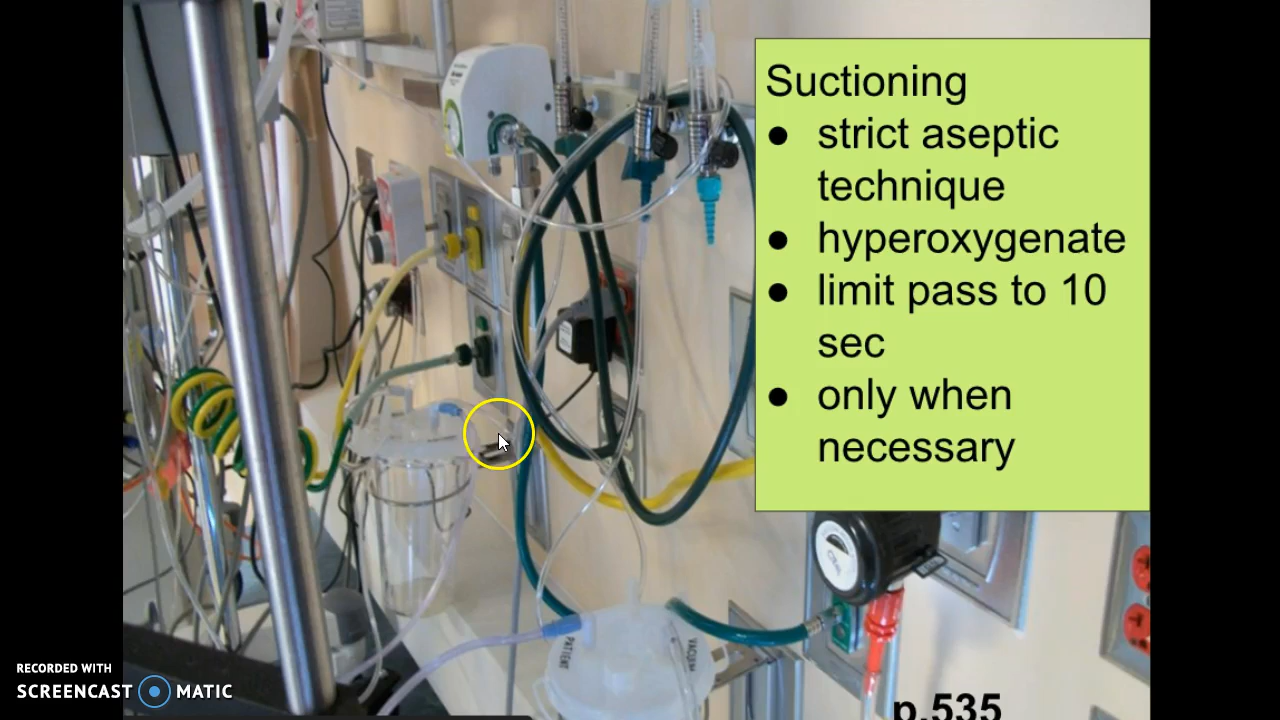 Suctioning
● strict aseptic
technique
● hyperoxygenate
● limit pass to 10
sec
● only when
necessary
PATIENT
VACUUM
RECORDED WITH
SCREENCAST MATIC
p.535